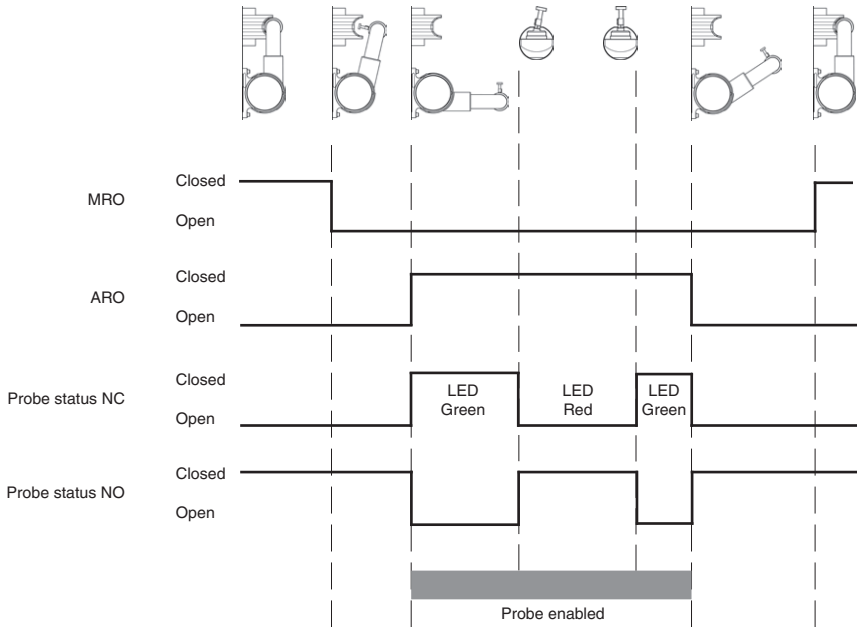 Closed
MRO
Open
Closed
ARO
Open
Closed
Probe status NC
Open
LED
Green
LED
Red
LED
Green
Closed
Probe status NO
Open
Probe enabled